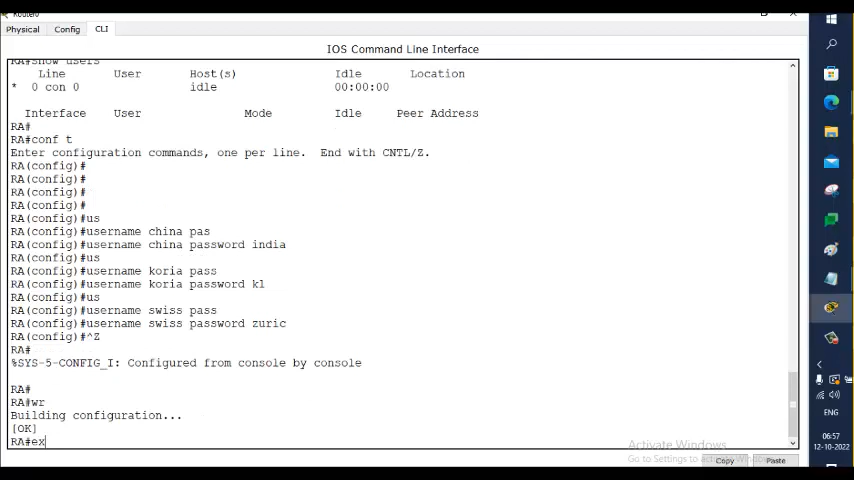 Router0
Physical Config CLI
IOS Command Line Interface
RA#show users
Line User Host(s) Idle Location
* 0 con 0 idle 00:00:00
Interface User Mode Idle Peer Address
RA#
RA#conf t
Enter configuration commands, one per line. End with CNTL/Z.
RA(config)#
RA(config)#
RA(config)#
RA(config)#
RA(config)#us
RA(config)#username china pas
RA(config)#username china password india
RA(config)#us
RA(config)#username koria pass
RA(config)#username koria password kl
RA(config)#us
RA(config)#username swiss pass
RA(config)#username swiss password zuric
RA(config)#^Z
RA#
%SYS-5-CONFIG_I: Configured from console by console
RA#
RA#wr
Building configuration...
[OK]
RA#ex
Activate Windows
Go to Settings to activate Windows.
Copy Paste
ENG
06:57
12-10-2022